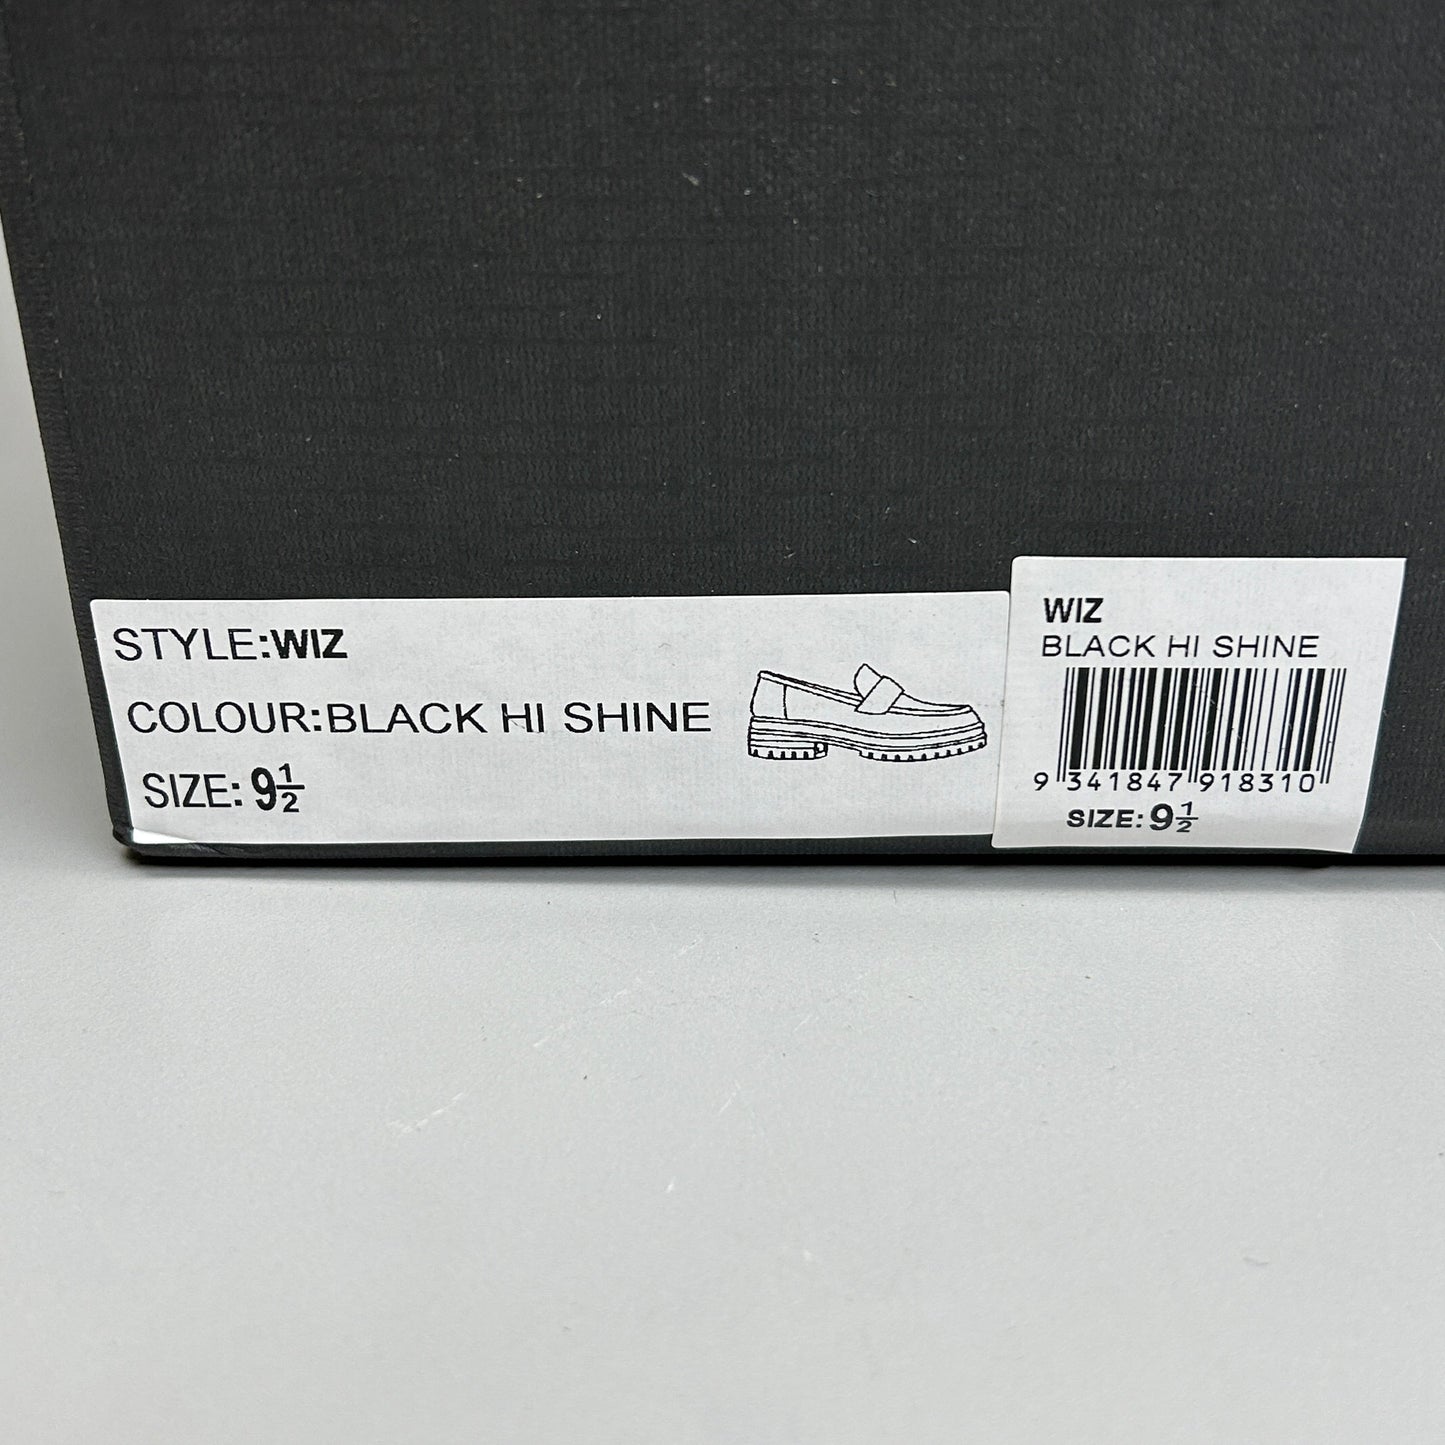 STYLE:WIZ
COLOUR:BLACK HI SHINE
SIZE: 9½
WIZ
BLACK HI SHINE
9 341847 918310
SIZE: 9½